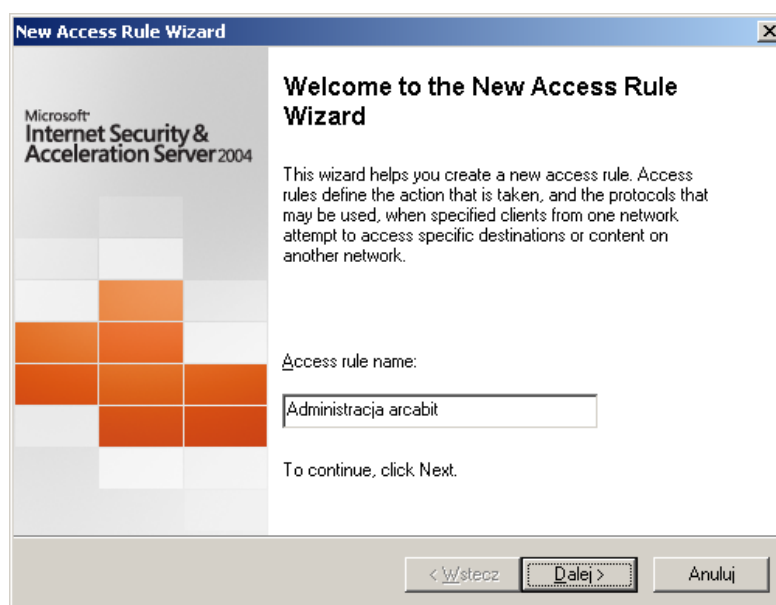 New Access Rule Wizard
Microsoft
Internet Security &
Acceleration Server 2004
Welcome to the New Access Rule
Wizard
This wizard helps you create a new access rule. Access
rules define the action that is taken, and the protocols that
may be used, when specified clients from one network
attempt to access specific destinations or content on
another network.
Access rule name:
Administracja arcabit
To continue, click Next.
< Wstecz
Dalej >
Anuluj